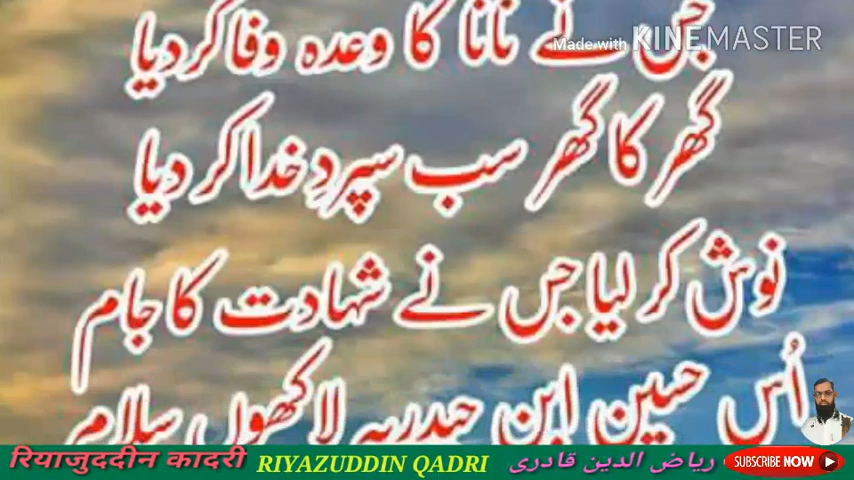 جس نے نانا کا وعدہ وفا کردیا
Made with KINEMASTER
گھر کا گھر سب سپردِ خدا کر دیا
نوش کر لیا جس نے شہادت کا جام
اُس حسین ابن حیدر پہ لاکھوں سلام
रियाजुददीन कादरी RIYAZUDDIN QADRI ریاض الدین قادری SUBSCRIBE NOW